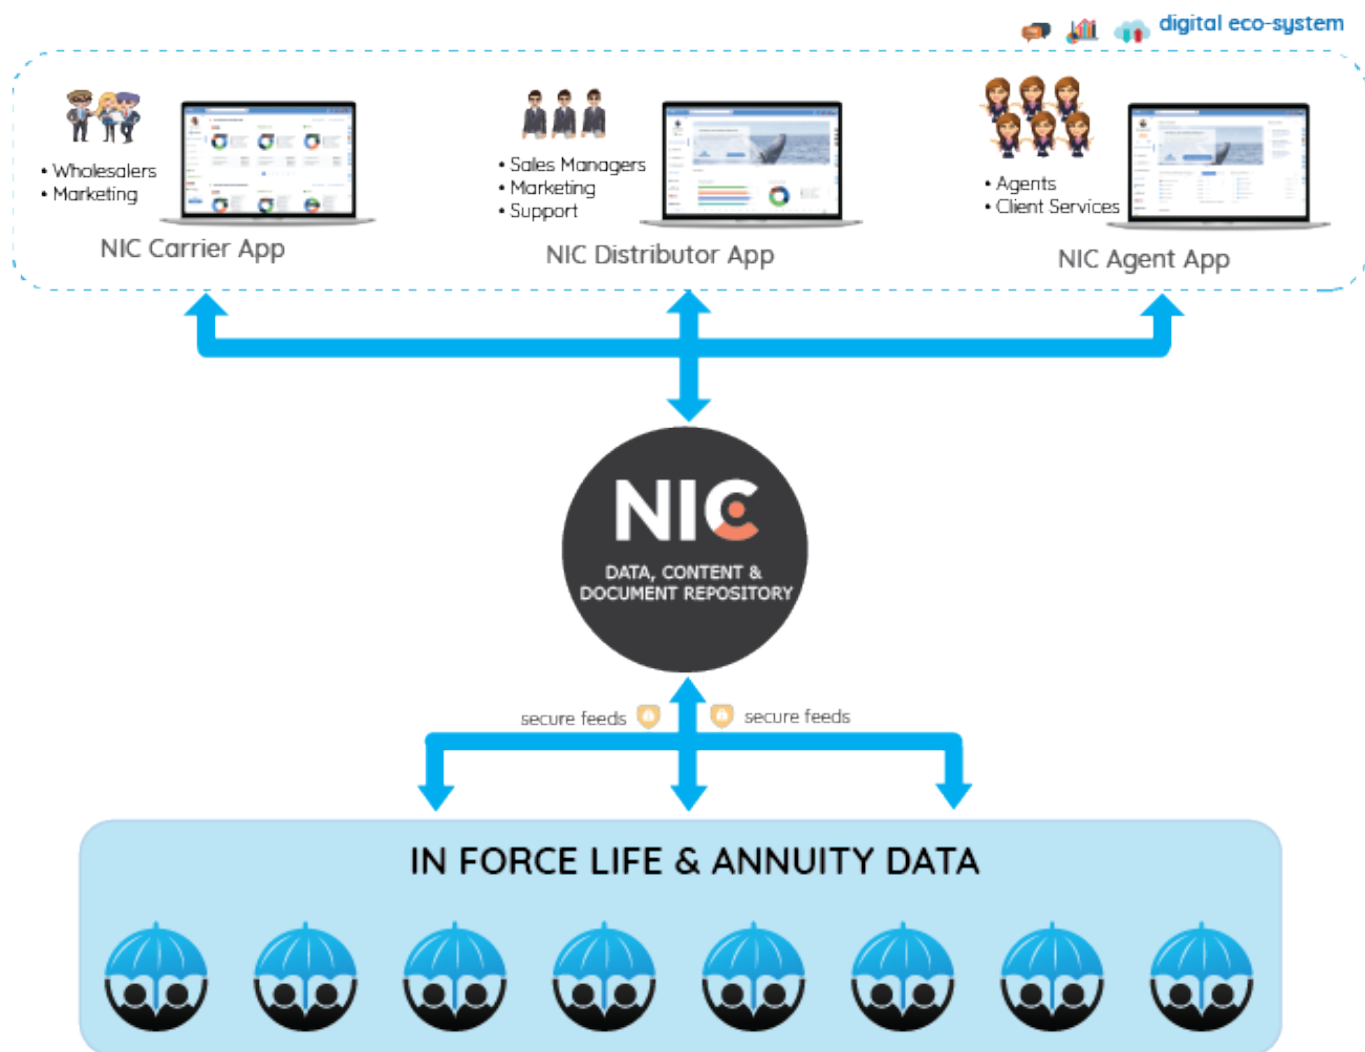 digital eco-system
• Wholesalers
• Marketing
NIC Carrier App
• Sales Managers
• Marketing
• Support
NIC Distributor App
• Agents
• Client Services
NIC Agent App
NIC
DATA, CONTENT &
DOCUMENT REPOSITORY
secure feeds
secure feeds
IN FORCE LIFE & ANNUITY DATA